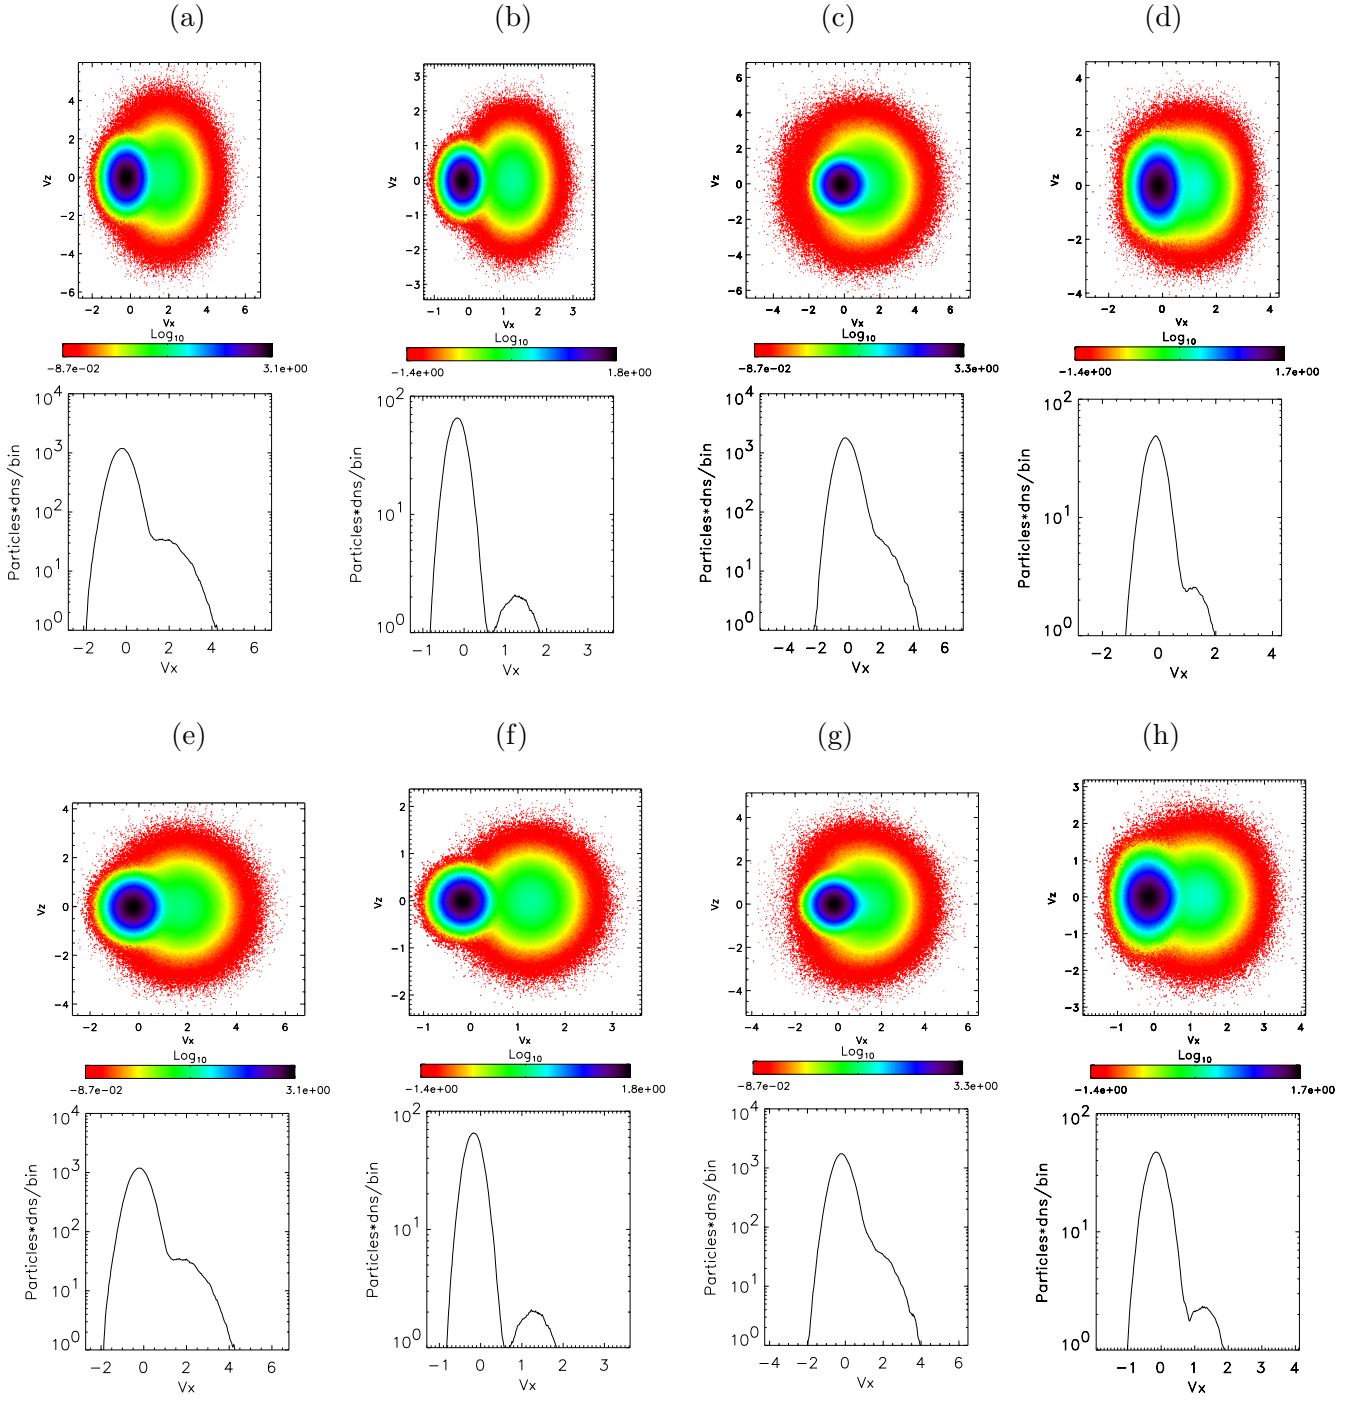 (a) (b) (c) (d)
Vz 4 2 0 −2 −4 −6
−2 0 2 4 6
Vx
Log10
−8.7e−02 3.1e+00
Vz 3 2 1 0 −1 −2 −3
−1 0 1 2 3
Vx
Log10
−1.4e+00 1.8e+00
Vz 6 4 2 0 −2 −4 −6
−4 −2 0 2 4 6
Vx
Log10
−8.7e−02 3.3e+00
Vz 4 2 0 −2 −4
−2 0 2 4
Vx
Log10
−1.4e+00 1.7e+00
Particles*dns/bin
10^4 10^3 10^2 10^1 10^0
−2 0 2 4 6
Vx
Particles*dns/bin
10^2 10^1 10^0
−1 0 1 2 3
Vx
Particles*dns/bin
10^4 10^3 10^2 10^1 10^0
−4 −2 0 2 4 6
Vx
Particles*dns/bin
10^2 10^1 10^0
−2 0 2 4
Vx
(e) (f) (g) (h)
Vz 4 2 0 −2 −4
−2 0 2 4 6
Vx
Log10
−8.7e−02 3.1e+00
Vz 2 1 0 −1 −2
−1 0 1 2 3
Vx
Log10
−1.4e+00 1.8e+00
Vz 4 2 0 −2 −4
−4 −2 0 2 4 6
Vx
Log10
−8.7e−02 3.3e+00
Vz 3 2 1 0 −1 −2 −3
−1 0 1 2 3 4
Vx
Log10
−1.4e+00 1.7e+00
Particles*dns/bin
10^4 10^3 10^2 10^1 10^0
−2 0 2 4 6
Vx
Particles*dns/bin
10^2 10^1 10^0
−1 0 1 2 3
Vx
Particles*dns/bin
10^4 10^3 10^2 10^1 10^0
−4 −2 0 2 4 6
Vx
Particles*dns/bin
10^2 10^1 10^0
−1 0 1 2 3 4
Vx